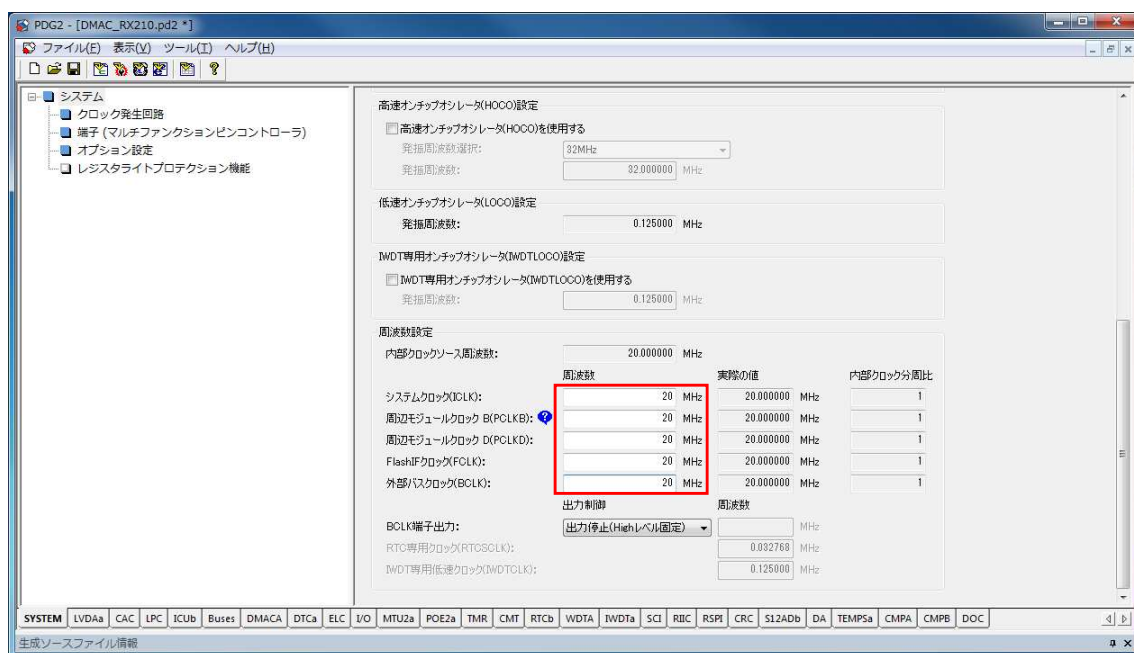 PDG2 - [DMAC_RX210.pd2 *]
ファイル(F) 表示(V) ツール(T) ヘルプ(H)
システム
クロック発生回路
端子 (マルチファンクションピンコントローラ)
オプション設定
レジスタライトプロテクション機能
高速オンチップオシレータ(HOCO)設定
高速オンチップオシレータ(HOCO)を使用する
発振周波数選択: 32MHz
発振周波数: 32.000000 MHz
低速オンチップオシレータ(LOCO)設定
発振周波数: 0.125000 MHz
IWDT専用オンチップオシレータ(IWDTLOCO)設定
IWDT専用オンチップオシレータ(IWDTLOCO)を使用する
発振周波数: 0.125000 MHz
周波数設定
内部クロックソース周波数: 20.000000 MHz
周波数 実際の値 内部クロック分周比
システムクロック(ICLK): 20 MHz 20.000000 MHz 1
周辺モジュールクロック B(PCLKB): ? 20 MHz 20.000000 MHz 1
周辺モジュールクロック D(PCLKD): 20 MHz 20.000000 MHz 1
FlashIFクロック(FCLK): 20 MHz 20.000000 MHz 1
外部バスクロック(BCLK): 20 MHz 20.000000 MHz 1
出力制御 周波数
BCLK端子出力: 出力停止(Highレベル固定) MHz
RTC専用クロック(RTCSCLK): 0.032768 MHz
IWDT専用低速クロック(IWDTCLK): 0.125000 MHz
SYSTEM LVDAa CAC LPC ICUb Buses DMACA DTCa ELC I/O MTU2a POE2a TMR CMT RTCb WDTA IWDTa SCI RIIC RSPI CRC S12ADb DA TEMPSa CMPA CMPB DOC
生成ソースファイル情報